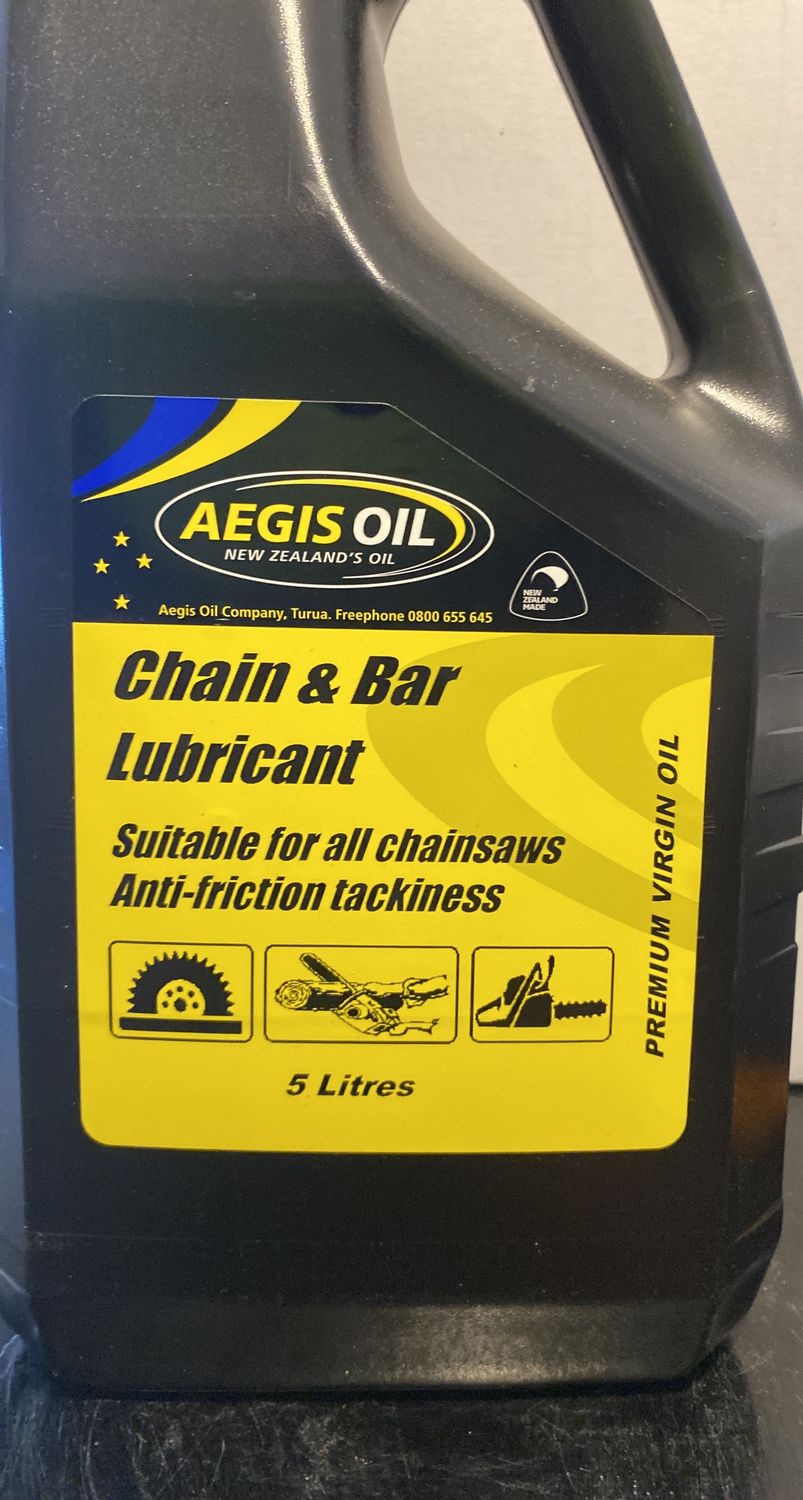 AEGIS OIL
NEW ZEALAND'S OIL
NEW
ZEALAND
MADE
Aegis Oil Company, Turua. Freephone 0800 655 645
Chain & Bar
Lubricant
Suitable for all chainsaws
Anti-friction tackiness
5 Litres
PREMIUM VIRGIN OIL